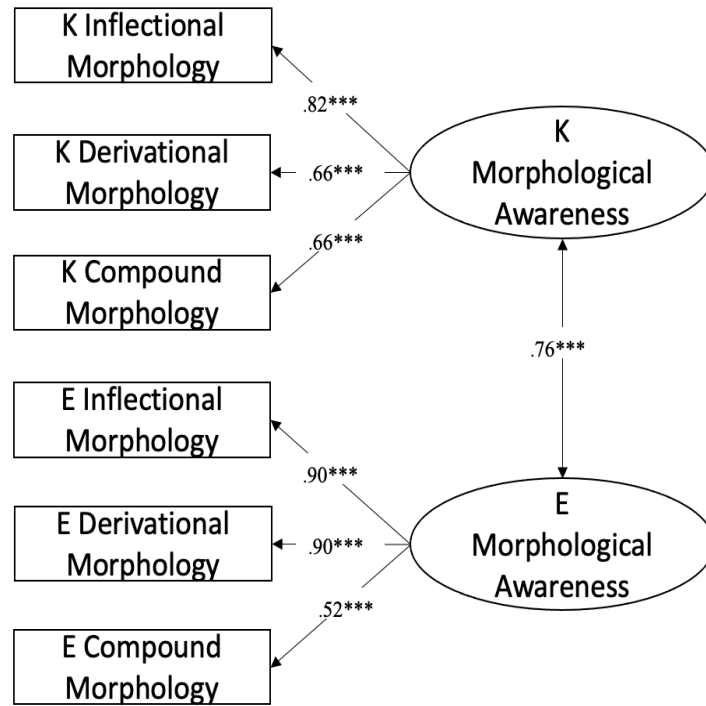 K Inflectional
Morphology
.82***
K Derivational
Morphology
.66***
K
Morphological
Awareness
.66***
K Compound
Morphology
.76***
E Inflectional
Morphology
.90***
E Derivational
Morphology
.90***
E
Morphological
Awareness
.52***
E Compound
Morphology